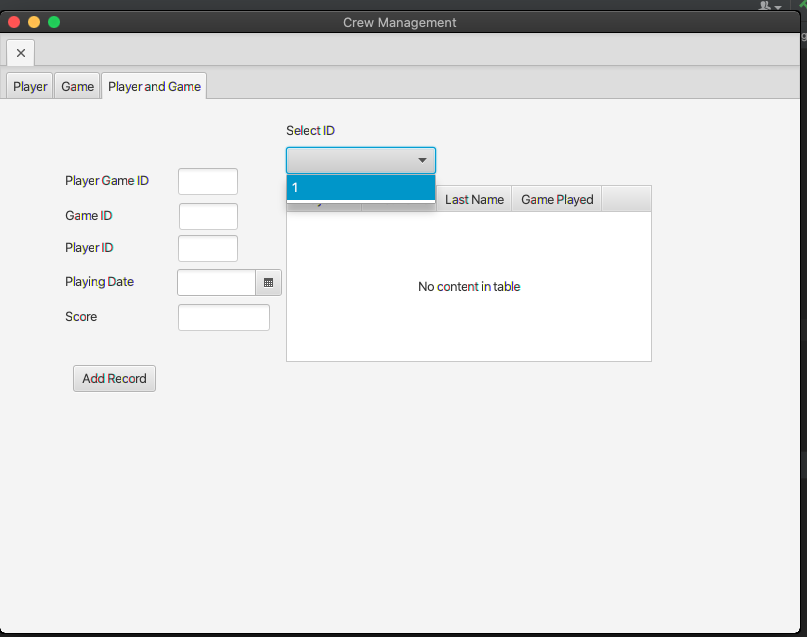 Crew Management
Player Game Player and Game
Select ID
1
Player Game ID
Game ID
Player ID
Playing Date
Score
Add Record
Last Name Game Played
No content in table